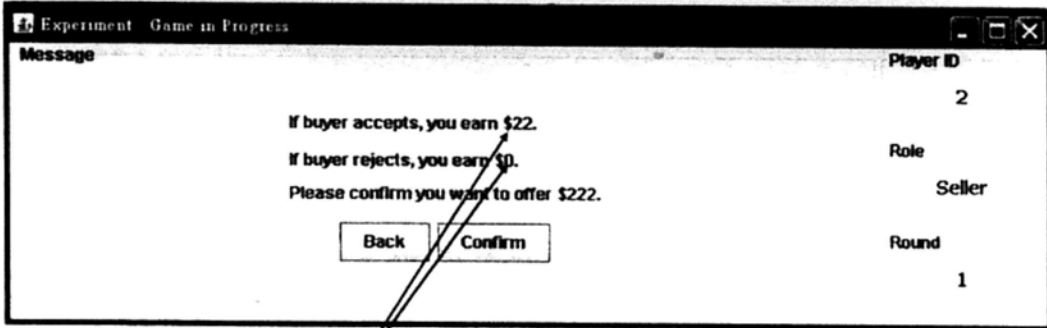 Experiment Game in Progress
Message
Player ID
2
If buyer accepts, you earn $22.
If buyer rejects, you earn $0.
Role
Please confirm you want to offer $222.
Seller
Back Confirm
Round
1